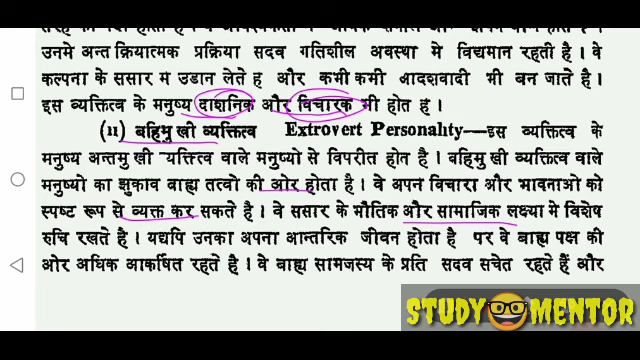 उनमे अन्त क्रियात्मक प्रक्रिया सदव गतिशील अवस्था मे विद्यमान रहती है। वे
कल्पना के ससार म उडान लेते ह और कभी कमी आदशवादी भी बन जाते है।
इस व्यक्तित्व के मनुष्य दाशनिक और विचारक भी होत ह।
(11) बहिमु खी व्यक्तित्व Extrovert Personality—इस व्यक्तित्व के
मनुष्य अन्तमु खी यक्तित्व वाले मनुष्यो से विपरीत होत है। बहिमु खी व्यक्तित्व वाले
मनुष्यो का झुकाव बाह्य तत्वो की ओर होता है। वे अपन विचारा और भावनाओ को
स्पष्ट रूप से व्यक्त कर सकते है। वे ससार के भौतिक और सामाजिक लक्ष्या मे विशेष
रुचि रखते है। यद्यपि उनका अपना आन्तरिक जीवन होता है पर वे बाह्य पक्ष की
ओर अधिक आकर्षित रहते है। वे बाह्य सामजस्य के प्रति सदव सचेत रहते हैं और
STUDY MENTOR